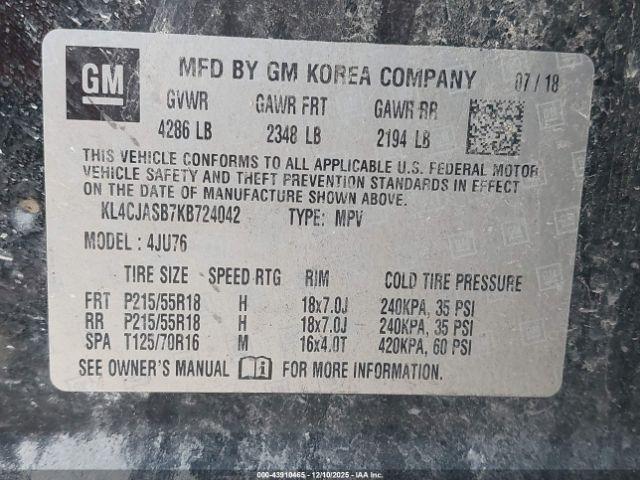 GM MFD BY GM KOREA COMPANY 07/18
GVWR GAWR FRT GAWR RR
4286 LB 2348 LB 2194 LB
THIS VEHICLE CONFORMS TO ALL APPLICABLE U.S. FEDERAL MOTOR
VEHICLE SAFETY AND THEFT PREVENTION STANDARDS IN EFFECT
ON THE DATE OF MANUFACTURE SHOWN ABOVE.
KL4CJASB7KB724042 TYPE: MPV
MODEL: 4JU76
TIRE SIZE SPEED RTG RIM COLD TIRE PRESSURE
FRT P215/55R18 H 18x7.0J 240KPA, 35 PSI
RR P215/55R18 H 18x7.0J 240KPA, 35 PSI
SPA T125/70R16 M 16x4.0T 420KPA, 60 PSI
SEE OWNER'S MANUAL i FOR MORE INFORMATION.
000-43910465 - 12/10/2025 - IAA Corp.